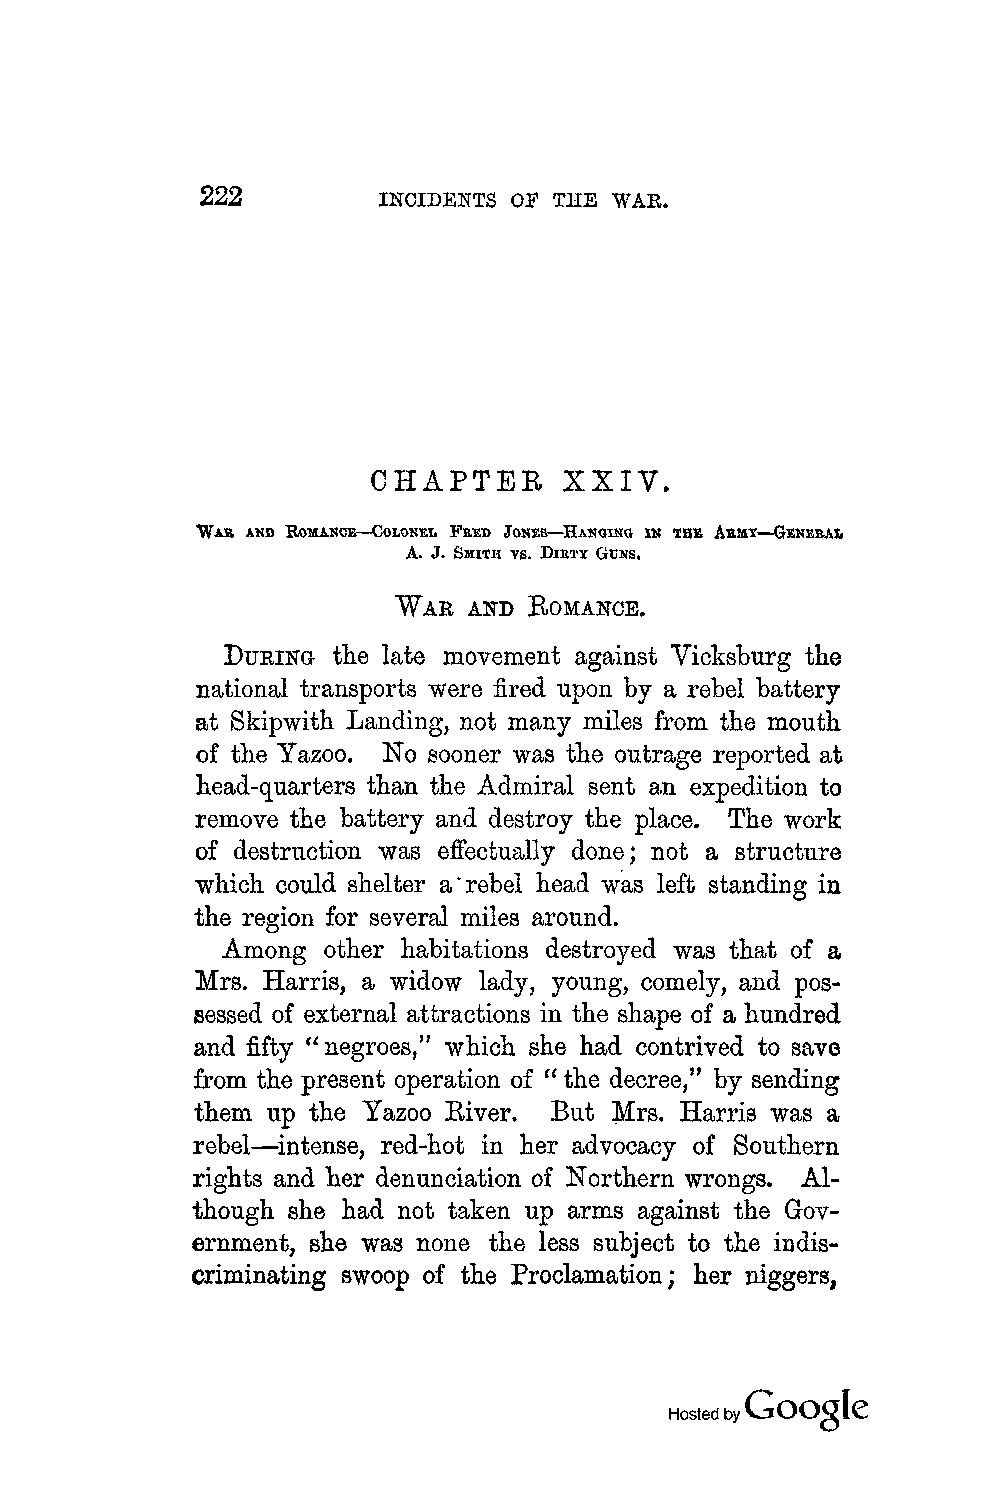 222 INCIDENTS OF THE WAR.
CHAPTER XXIV.
WAR AND ROMANCE—COLONEL FRED JONES—HANGING IN THE ARMY—GENERAL
A. J. SMITH VS. DIRTY GUNS.
WAR AND ROMANCE.
DURING the late movement against Vicksburg the
national transports were fired upon by a rebel battery
at Skipwith Landing, not many miles from the mouth
of the Yazoo. No sooner was the outrage reported at
head-quarters than the Admiral sent an expedition to
remove the battery and destroy the place. The work
of destruction was effectually done; not a structure
which could shelter a rebel head was left standing in
the region for several miles around.
Among other habitations destroyed was that of a
Mrs. Harris, a widow lady, young, comely, and pos-
sessed of external attractions in the shape of a hundred
and fifty "negroes," which she had contrived to save
from the present operation of "the decree," by sending
them up the Yazoo River. But Mrs. Harris was a
rebel—intense, red-hot in her advocacy of Southern
rights and her denunciation of Northern wrongs. Al-
though she had not taken up arms against the Gov-
ernment, she was none the less subject to the indis-
criminating swoop of the Proclamation; her niggers,
Hosted by Google